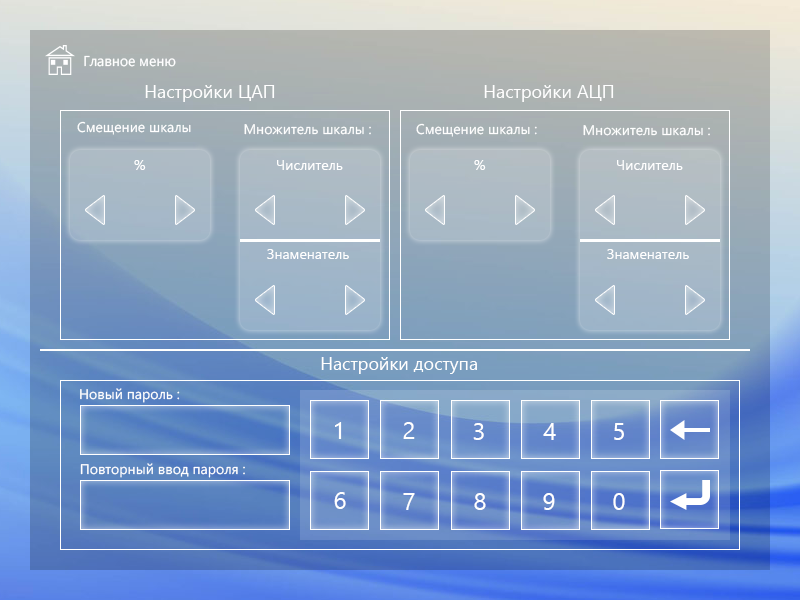 Главное меню
Настройки ЦАП
Смещение шкалы
Множитель шкалы :
%
Числитель
Знаменатель
Настройки АЦП
Смещение шкалы :
Множитель шкалы :
%
Числитель
Знаменатель
Настройки доступа
Новый пароль :
Повторный ввод пароля :
1 2 3 4 5
6 7 8 9 0